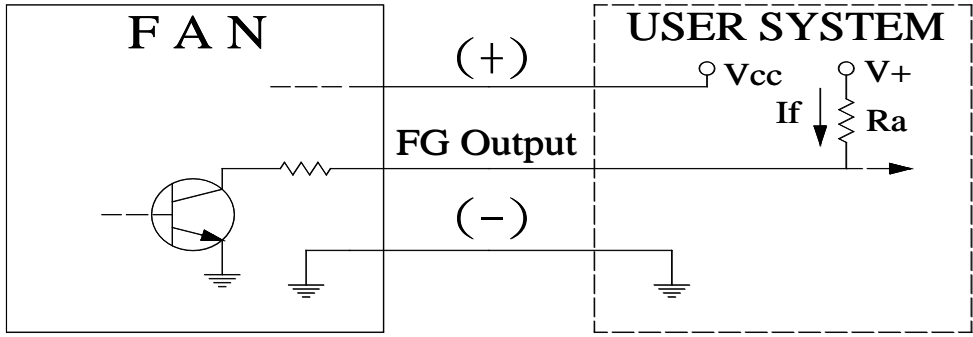 F A N
USER SYSTEM
(+)
Vcc
V+
If
Ra
FG Output
(−)